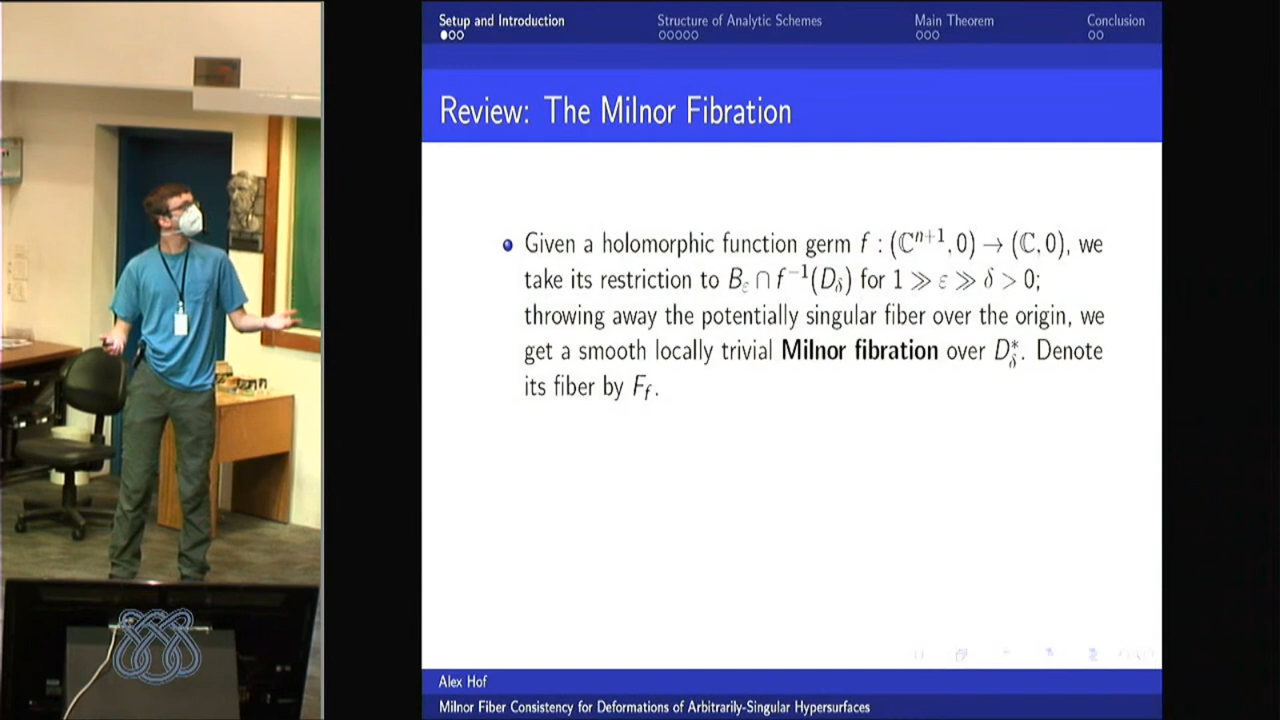 Setup and Introduction
Structure of Analytic Schemes
Main Theorem
Conclusion
Review: The Milnor Fibration
Given a holomorphic function germ f : (ℂⁿ⁺¹, 0) → (ℂ, 0), we
take its restriction to B_ε ∩ f⁻¹(D_δ) for 1 ≫ ε ≫ δ > 0;
throwing away the potentially singular fiber over the origin, we
get a smooth locally trivial Milnor fibration over D*_δ. Denote
its fiber by F_f.
Alex Hof
Milnor Fiber Consistency for Deformations of Arbitrarily-Singular Hypersurfaces